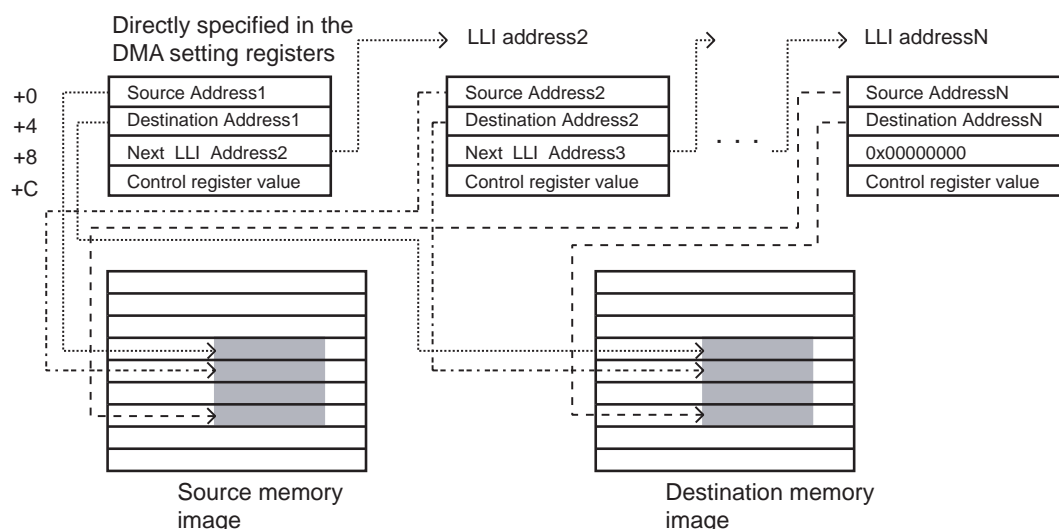 Directly specified in the
DMA setting registers
LLI address2
LLI addressN
+0
+4
+8
+C
Source Address1
Destination Address1
Next LLI Address2
Control register value
Source Address2
Destination Address2
Next LLI Address3
Control register value
. . .
Source AddressN
Destination AddressN
0x00000000
Control register value
Source memory
image
Destination memory
image